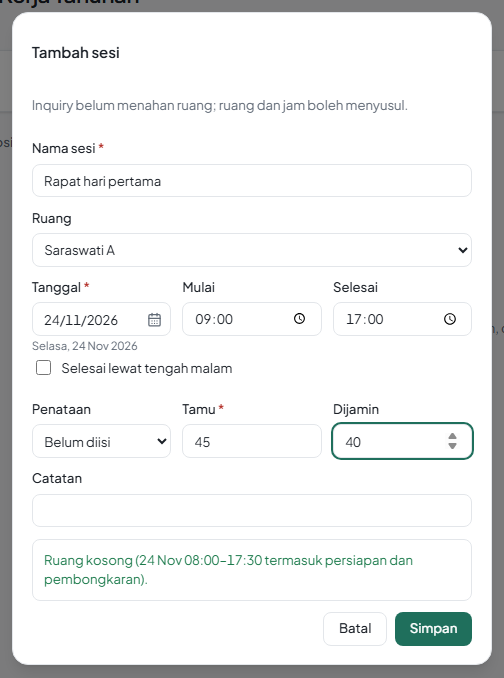 Tambah sesi
Inquiry belum menahan ruang; ruang dan jam boleh menyusul.
Nama sesi *
Rapat hari pertama
Ruang
Saraswati A
Tanggal * Mulai Selesai
24/11/2026 09:00 17:00
Selasa, 24 Nov 2026
Selesai lewat tengah malam
Penataan Tamu * Dijamin
Belum diisi 45 40
Catatan
Ruang kosong (24 Nov 08:00–17:30 termasuk persiapan dan
pembongkaran).
Batal Simpan